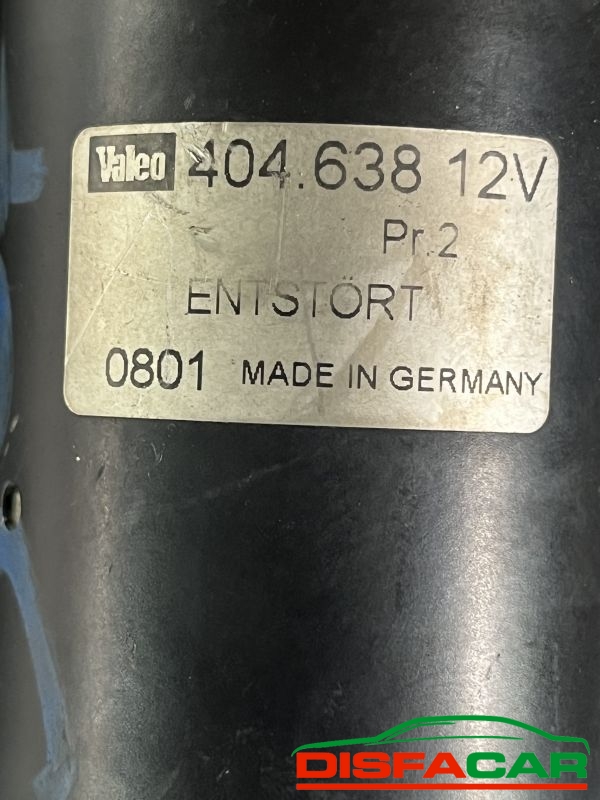 Valeo 404.638 12V
Pr.2
ENTSTÖRT
0801 MADE IN GERMANY
DISFACAR